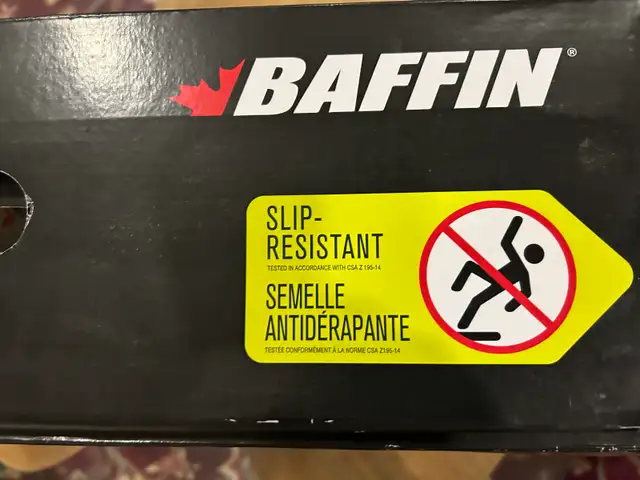 BAFFIN®
SLIP-
RESISTANT
TESTED IN ACCORDANCE WITH CSA Z 195-14
SEMELLE
ANTIDÉRAPANTE
TESTÉE CONFORMÉMENT À LA NORME CSA Z195-14